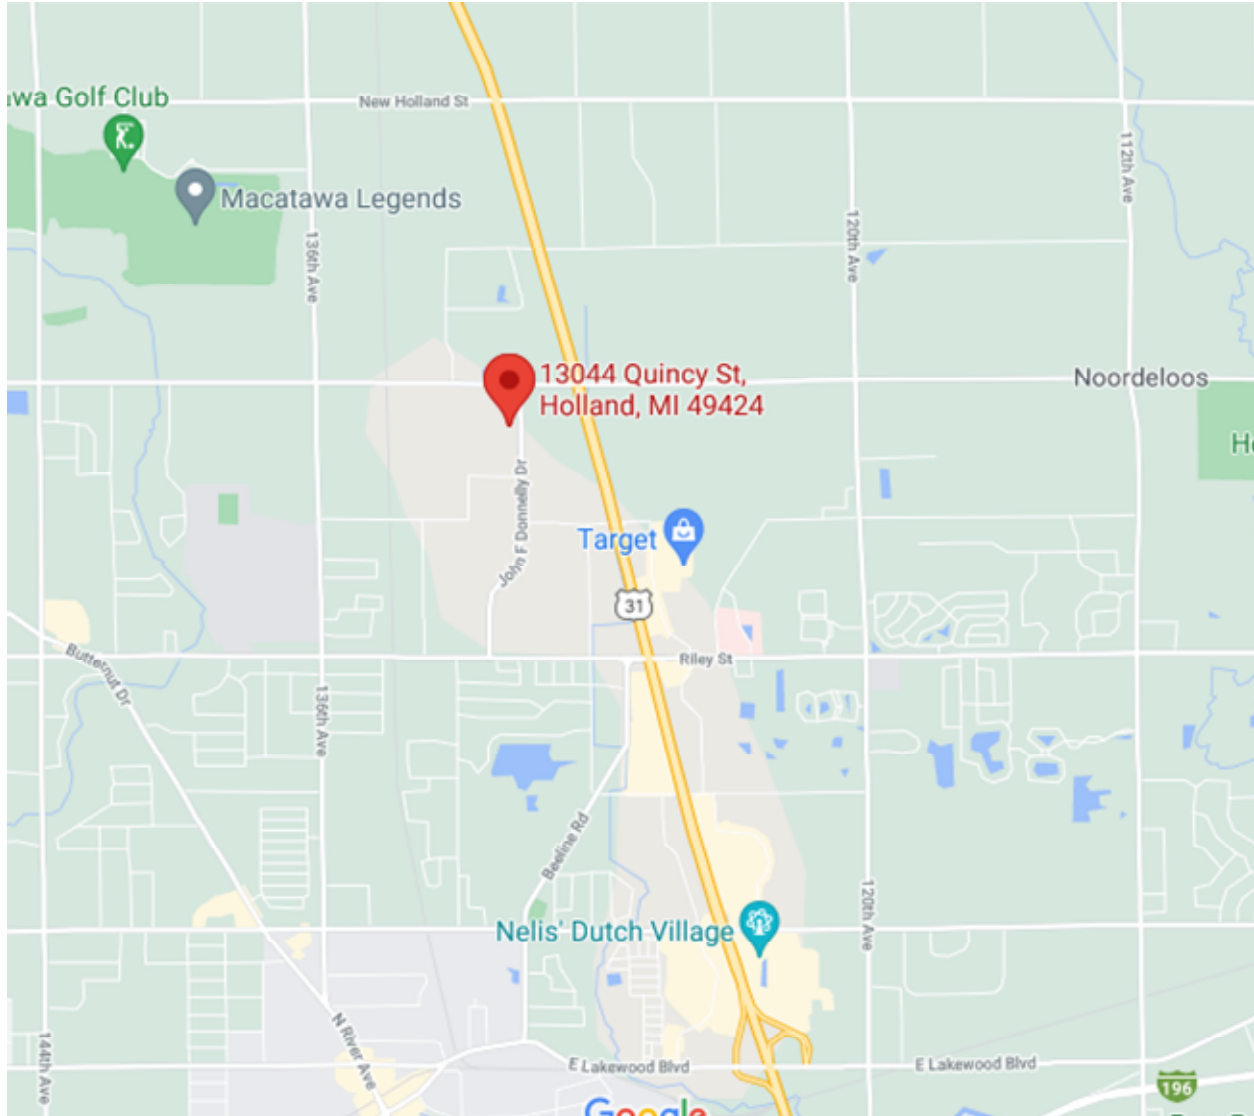 wa Golf Club
New Holland St
112th Ave
Macatawa Legends
136th Ave
120th Ave
13044 Quincy St,
Holland, MI 49424
Noordeloos
H
John F Donnelly Dr
Target
31
Butternut Dr
Riley St
136th Ave
Beeline Rd
120th Ave
Nelis' Dutch Village
N River Ave
144th Ave
E Lakewood Blvd
E Lakewood Blvd
196
Google